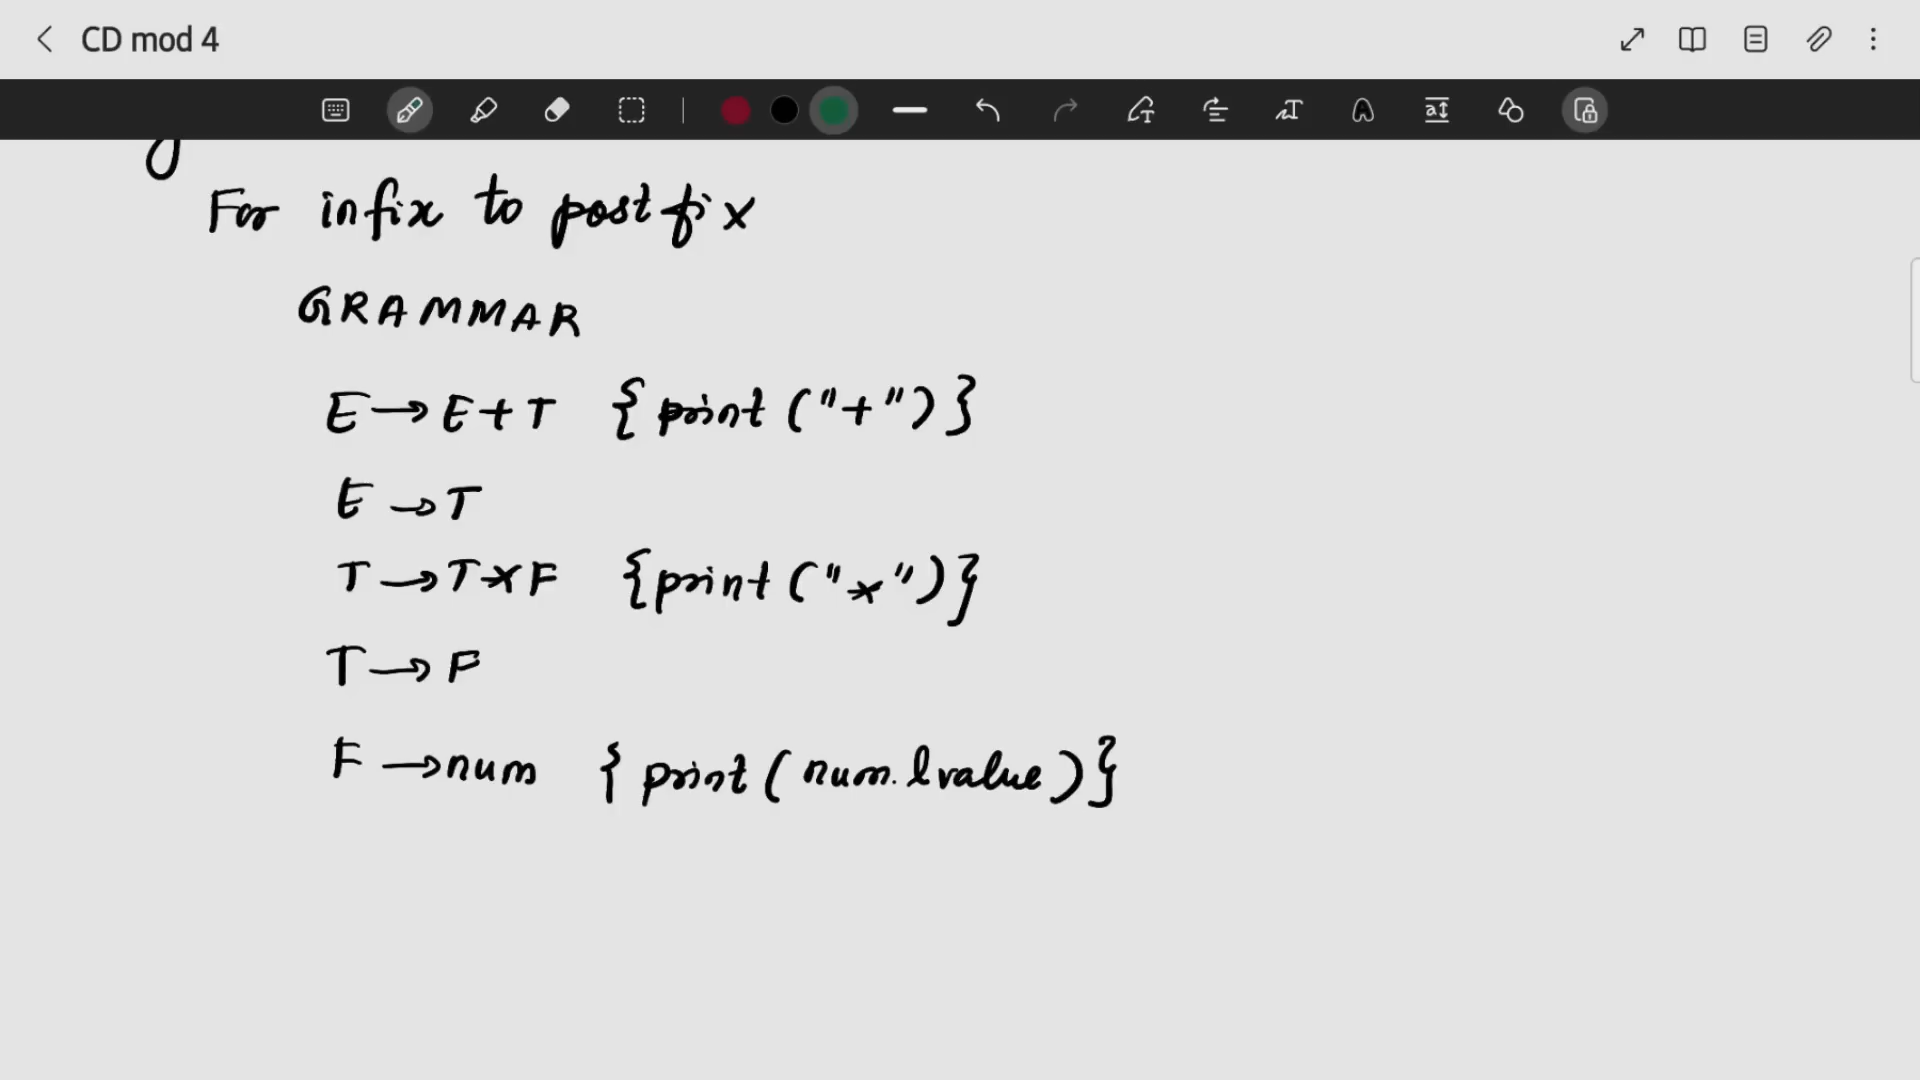 CD mod 4
For infix to postfix
GRAMMAR
E → E + T { print ("+") }
E → T
T → T * F { print ("*") }
T → F
F → num { print ( num. lvalue ) }